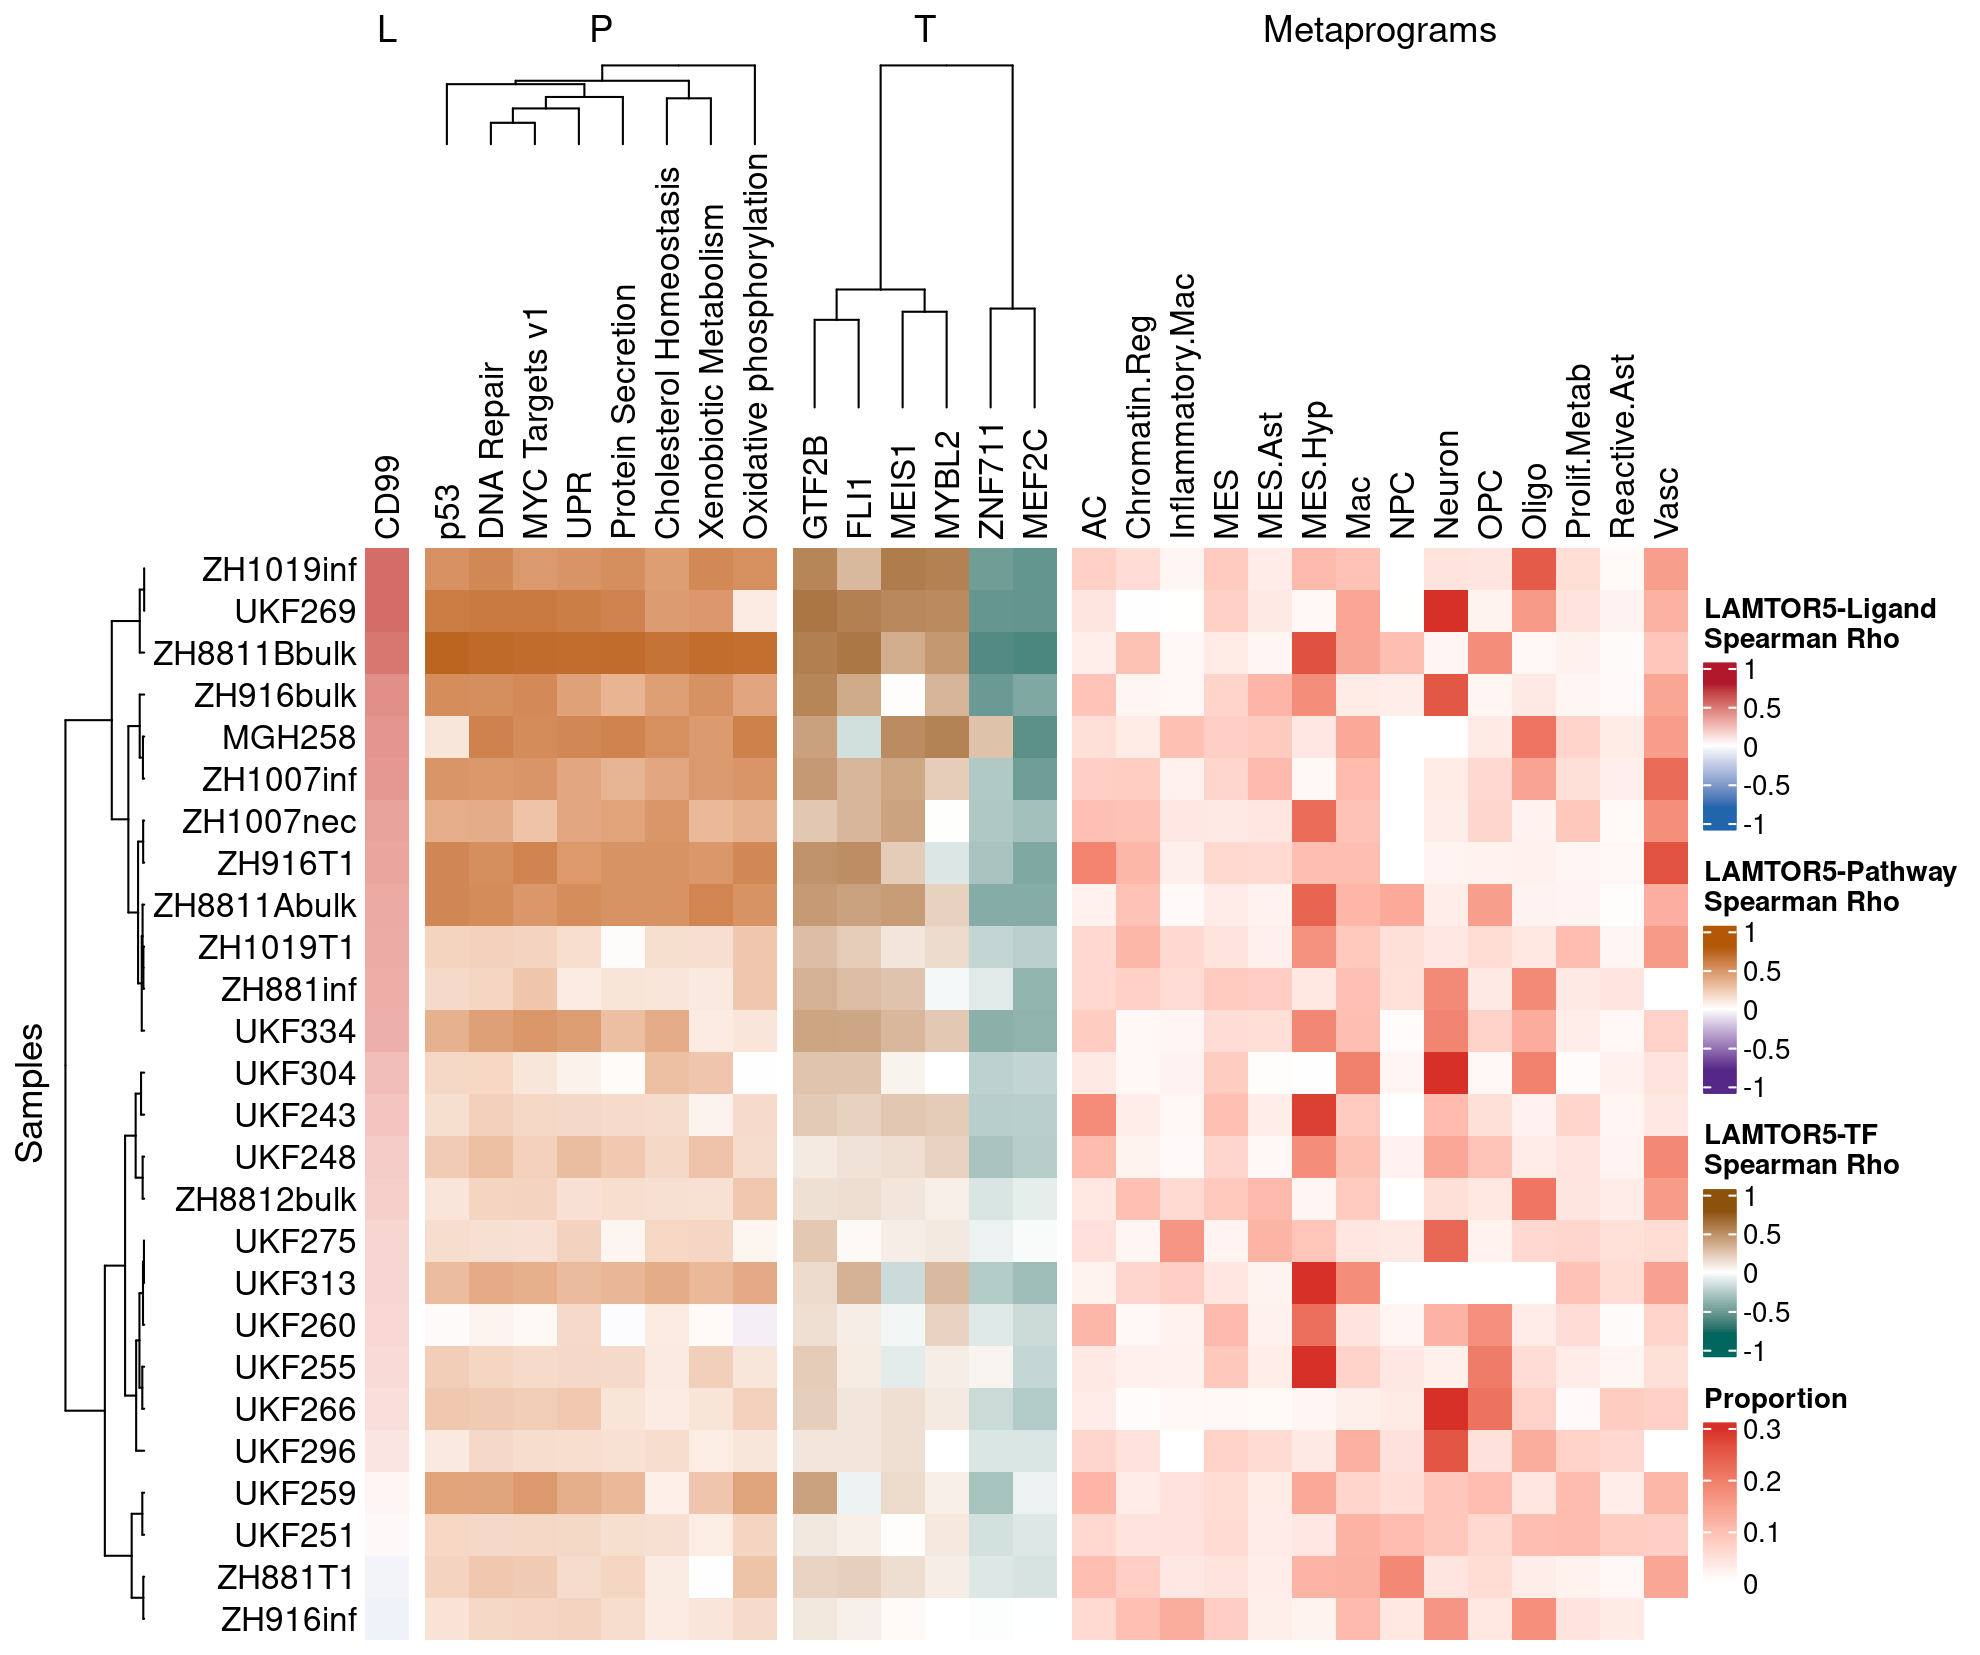 L
P
T
Metaprograms
CD99
p53
DNA Repair
MYC Targets v1
UPR
Protein Secretion
Cholesterol Homeostasis
Xenobiotic Metabolism
Oxidative phosphorylation
GTF2B
FLI1
MEIS1
MYBL2
ZNF711
MEF2C
AC
Chromatin.Reg
Inflammatory.Mac
MES
MES.Ast
MES.Hyp
Mac
NPC
Neuron
OPC
Oligo
Prolif.Metab
Reactive.Ast
Vasc
Samples
ZH1019inf
UKF269
ZH8811Bbulk
ZH916bulk
MGH258
ZH1007inf
ZH1007nec
ZH916T1
ZH8811Abulk
ZH1019T1
ZH881inf
UKF334
UKF304
UKF243
UKF248
ZH8812bulk
UKF275
UKF313
UKF260
UKF255
UKF266
UKF296
UKF259
UKF251
ZH881T1
ZH916inf
LAMTOR5-Ligand
Spearman Rho
1
0.5
0
-0.5
-1
LAMTOR5-Pathway
Spearman Rho
1
0.5
0
-0.5
-1
LAMTOR5-TF
Spearman Rho
1
0.5
0
-0.5
-1
Proportion
0.3
0.2
0.1
0